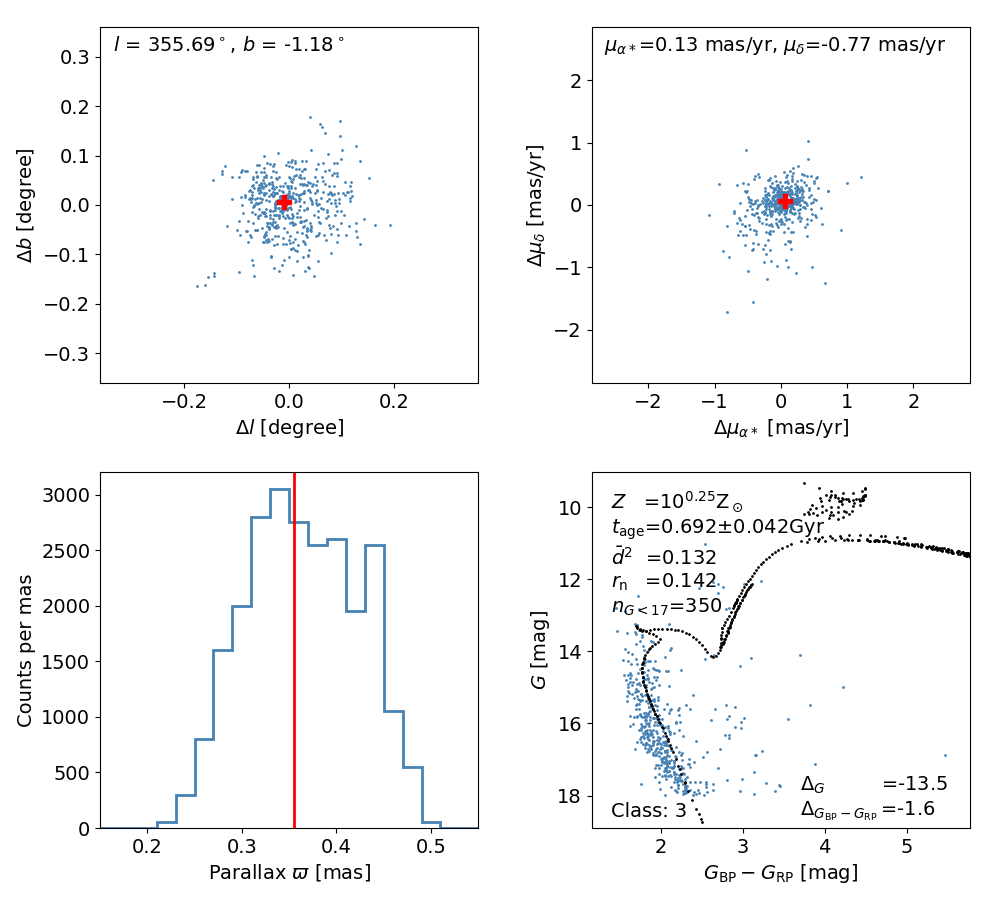 l = 355.69°, b = -1.18°
0.3
0.2
0.1
0.0
−0.1
−0.2
−0.3
Δb [degree]
−0.2 0.0 0.2
Δl [degree]
μα*=0.13 mas/yr, μδ=-0.77 mas/yr
2
1
0
−1
−2
Δμδ [mas/yr]
−2 −1 0 1 2
Δμα* [mas/yr]
3000
2500
2000
1500
1000
500
0
Counts per mas
0.2 0.3 0.4 0.5
Parallax ϖ [mas]
Z =10^0.25 Z⊙
t_age=0.692±0.042Gyr
d̄² =0.132
r_n =0.142
n_G<17=350
10
12
14
16
18
G [mag]
Δ_G =-13.5
Class: 3
Δ_G_BP−G_RP =-1.6
2 3 4 5
G_BP − G_RP [mag]